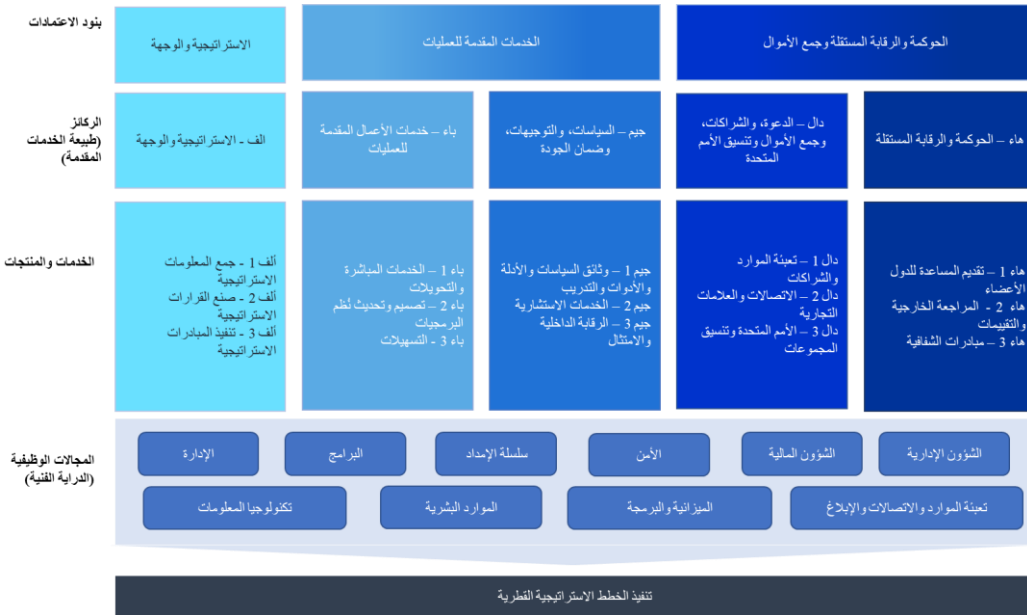 بنود الاعتمادات
الاستراتيجية والوجهة
الخدمات المقدمة للعمليات
الحوكمة والرقابة المستقلة وجمع الأموال
الركائز
(طبيعة الخدمات
المقدمة)
الف - الاستراتيجية والوجهة
باء – خدمات الأعمال المقدمة
للعمليات
جيم – السياسات، والتوجيهات،
وضمان الجودة
دال – الدعوة، والشراكات،
وجمع الأموال وتنسيق الأمم
المتحدة
هاء – الحوكمة والرقابة المستقلة
الخدمات والمنتجات
ألف 1 - جمع المعلومات
الاستراتيجية
ألف 2 - صنع القرارات
الاستراتيجية
ألف 3 - تنفيذ المبادرات
الاستراتيجية
باء 1 – الخدمات المباشرة
والتحويلات
باء 2 – تصميم وتحديث نُظم
البرمجيات
باء 3 - التسهيلات
جيم 1 – وثائق السياسات والأدلة
والأدوات والتدريب
جيم 2 – الخدمات الاستشارية
جيم 3 – الرقابة الداخلية
والامتثال
دال 1 – تعبئة الموارد
والشراكات
دال 2 – الاتصالات والعلامات
التجارية
دال 3 – الأمم المتحدة وتنسيق
المجموعات
هاء 1 – تقديم المساعدة للدول
الأعضاء
هاء 2 - المراجعة الخارجية
والتقييمات
هاء 3 – مبادرات الشفافية
المجالات الوظيفية
(الدراية الفنية)
الإدارة
البرامج
سلسلة الإمداد
الأمن
الشؤون المالية
الشؤون الإدارية
تكنولوجيا المعلومات
الموارد البشرية
الميزانية والبرمجة
تعبئة الموارد والاتصالات والإبلاغ
تنفيذ الخطط الاستراتيجية القطرية